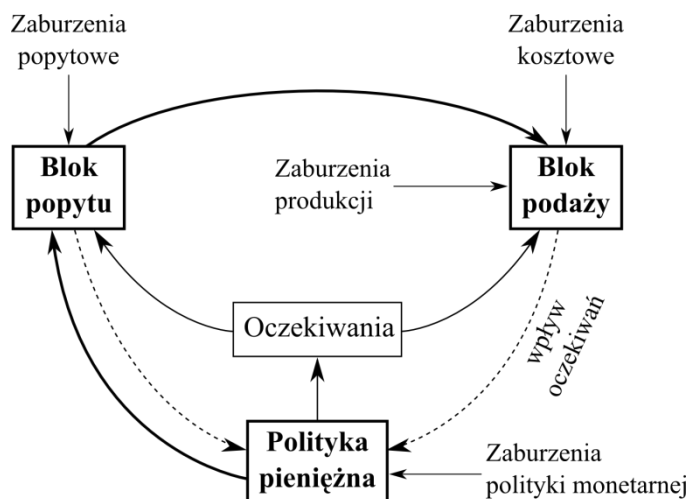 Zaburzenia
popytowe
Zaburzenia
kosztowe
Blok
popytu
Zaburzenia
produkcji
Blok
podaży
Oczekiwania
wpływ
oczekiwań
Polityka
pieniężna
Zaburzenia
polityki monetarnej